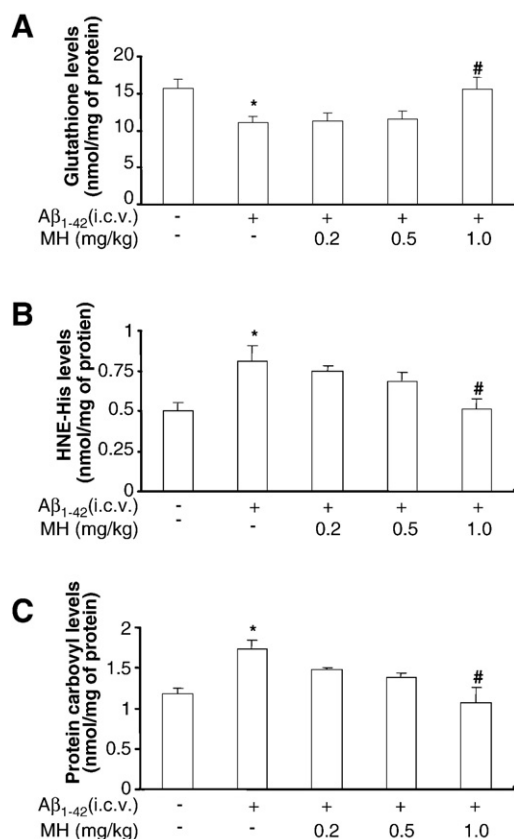 A
Glutathione levels
(nmol/mg of protein)
20
15
10
5
0
*
#
Aβ1-42(i.c.v.) - + + + +
MH (mg/kg) - - 0.2 0.5 1.0
B
HNE-His levels
(nmol/mg of protien)
1
0.75
0.5
0.25
0
*
#
Aβ1-42(i.c.v.) - + + + +
MH (mg/kg) - - 0.2 0.5 1.0
C
Protein carbovyl levels
(nmol/mg of protein)
2
1.5
1
0.5
0
*
#
Aβ1-42(i.c.v.) - + + + +
MH (mg/kg) - - 0.2 0.5 1.0